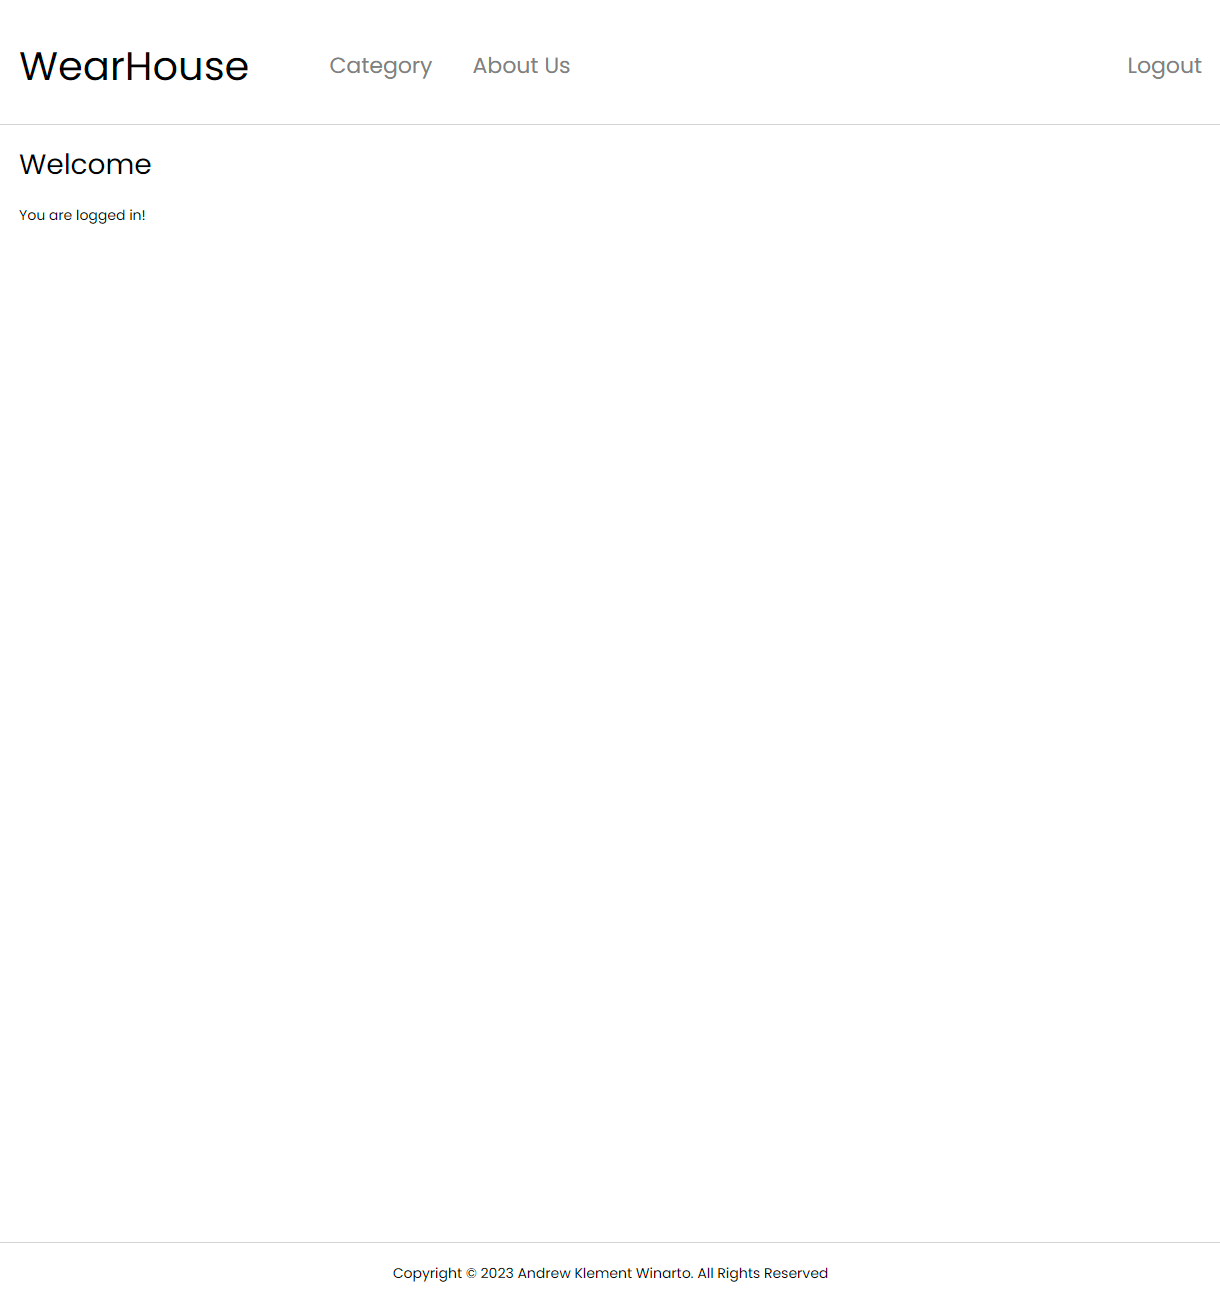 WearHouse Category About Us Logout
Welcome
You are logged in!
Copyright © 2023 Andrew Klement Winarto. All Rights Reserved